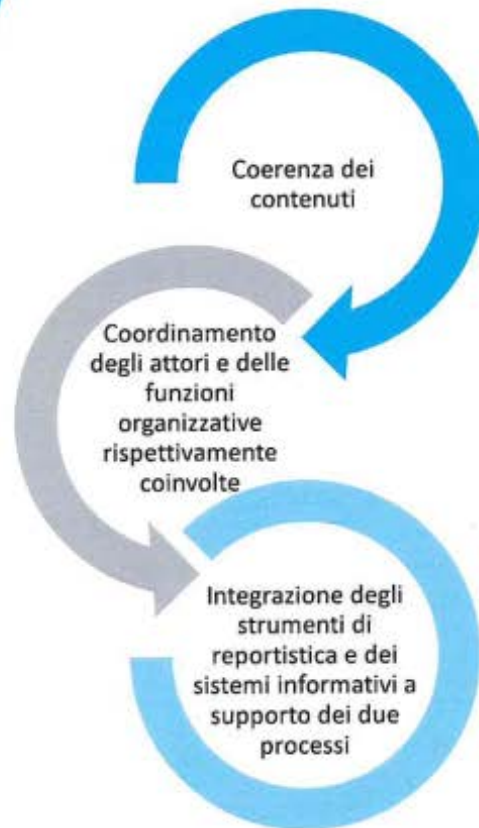 Coerenza dei
contenuti
Coordinamento
degli attori e delle
funzioni
organizzative
rispettivamente
coinvolte
Integrazione degli
strumenti di
reportistica e dei
sistemi informativi a
supporto dei due
processi